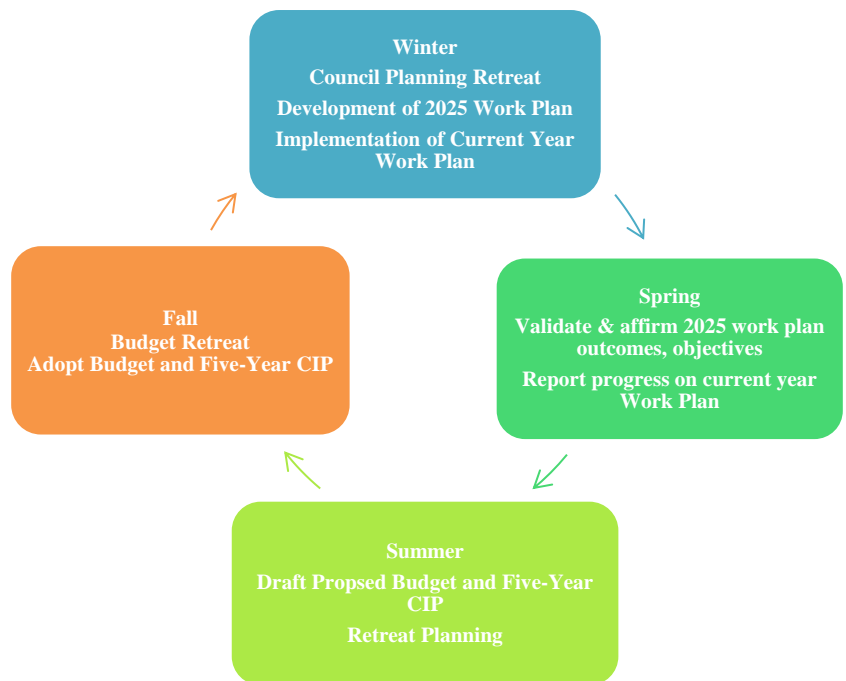 Winter
Council Planning Retreat
Development of 2025 Work Plan
Implementation of Current Year
Work Plan
Spring
Validate & affirm 2025 work plan
outcomes, objectives
Report progress on current year
Work Plan
Summer
Draft Propsed Budget and Five-Year
CIP
Retreat Planning
Fall
Budget Retreat
Adopt Budget and Five-Year CIP